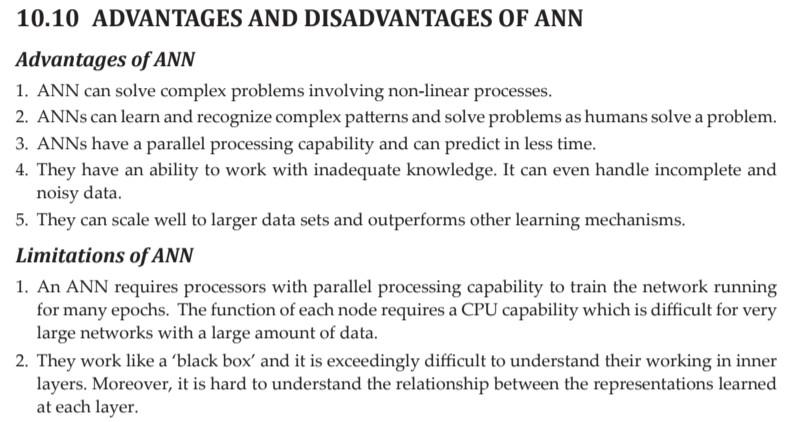 10.10 ADVANTAGES AND DISADVANTAGES OF ANN
Advantages of ANN
1. ANN can solve complex problems involving non-linear processes.
2. ANNs can learn and recognize complex patterns and solve problems as humans solve a problem.
3. ANNs have a parallel processing capability and can predict in less time.
4. They have an ability to work with inadequate knowledge. It can even handle incomplete and
noisy data.
5. They can scale well to larger data sets and outperforms other learning mechanisms.
Limitations of ANN
1. An ANN requires processors with parallel processing capability to train the network running
for many epochs. The function of each node requires a CPU capability which is difficult for very
large networks with a large amount of data.
2. They work like a ‘black box’ and it is exceedingly difficult to understand their working in inner
layers. Moreover, it is hard to understand the relationship between the representations learned
at each layer.